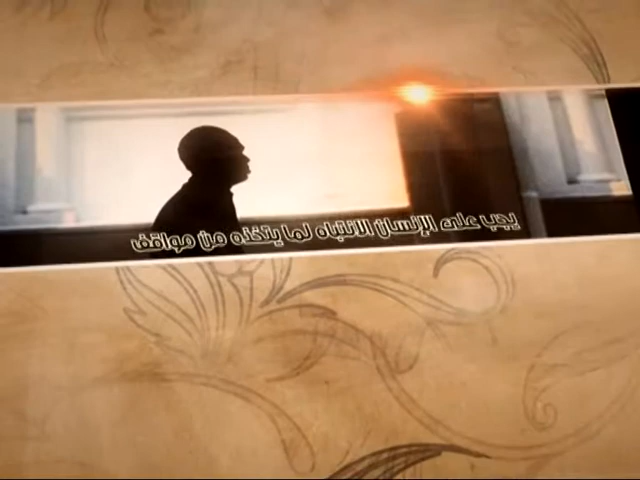 يجب على الإنسان الانتباه لما يتخذه من مواقف